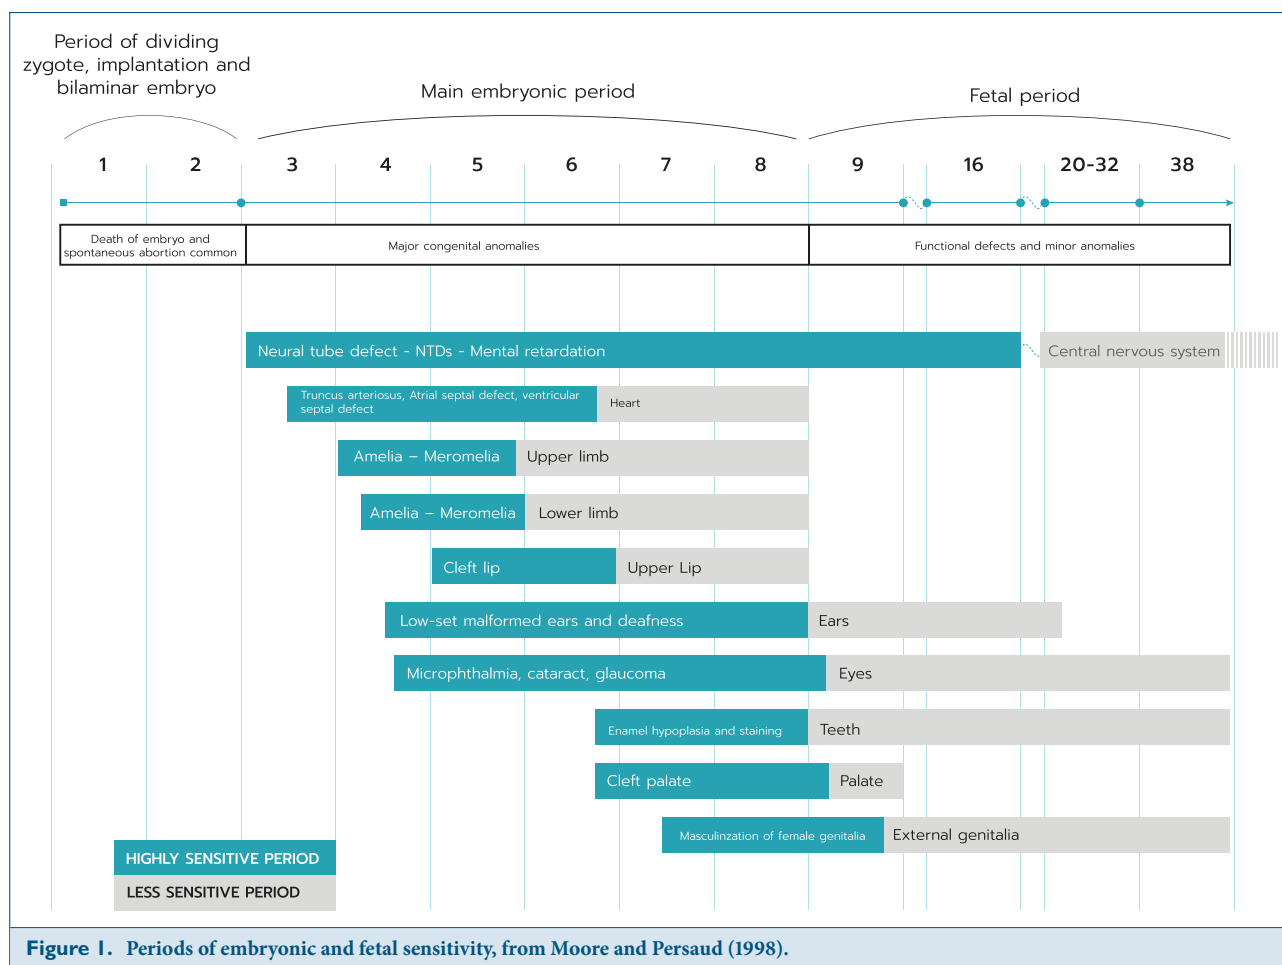 Period of dividing
zygote, implantation and
bilaminar embryo
Main embryonic period
Fetal period
1 2 3 4 5 6 7 8 9 16 20-32 38
Death of embryo and
spontaneous abortion common
Major congenital anomalies
Functional defects and minor anomalies
Neural tube defect - NTDs - Mental retardation
Central nervous system
Truncus arteriosus, Atrial septal defect, ventricular
septal defect
Heart
Amelia – Meromelia
Upper limb
Amelia – Meromelia
Lower limb
Cleft lip
Upper Lip
Low-set malformed ears and deafness
Ears
Microphthalmia, cataract, glaucoma
Eyes
Enamel hypoplasia and staining
Teeth
Cleft palate
Palate
Masculinzation of female genitalia
External genitalia
HIGHLY SENSITIVE PERIOD
LESS SENSITIVE PERIOD
Figure 1. Periods of embryonic and fetal sensitivity, from Moore and Persaud (1998).